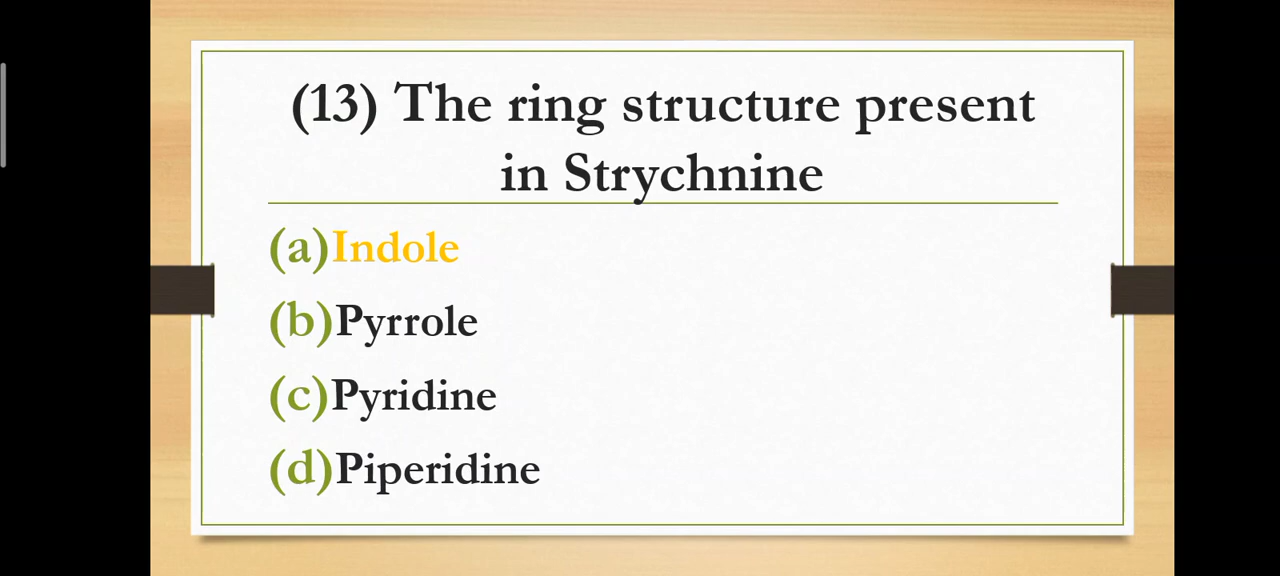 (13) The ring structure present
in Strychnine
(a)Indole
(b)Pyrrole
(c)Pyridine
(d)Piperidine